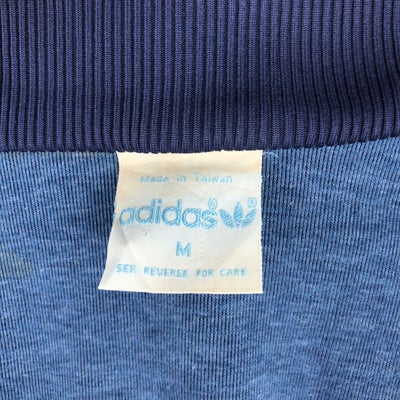 Made in Taiwan
adidas®
M
SEE REVERSE FOR CARE